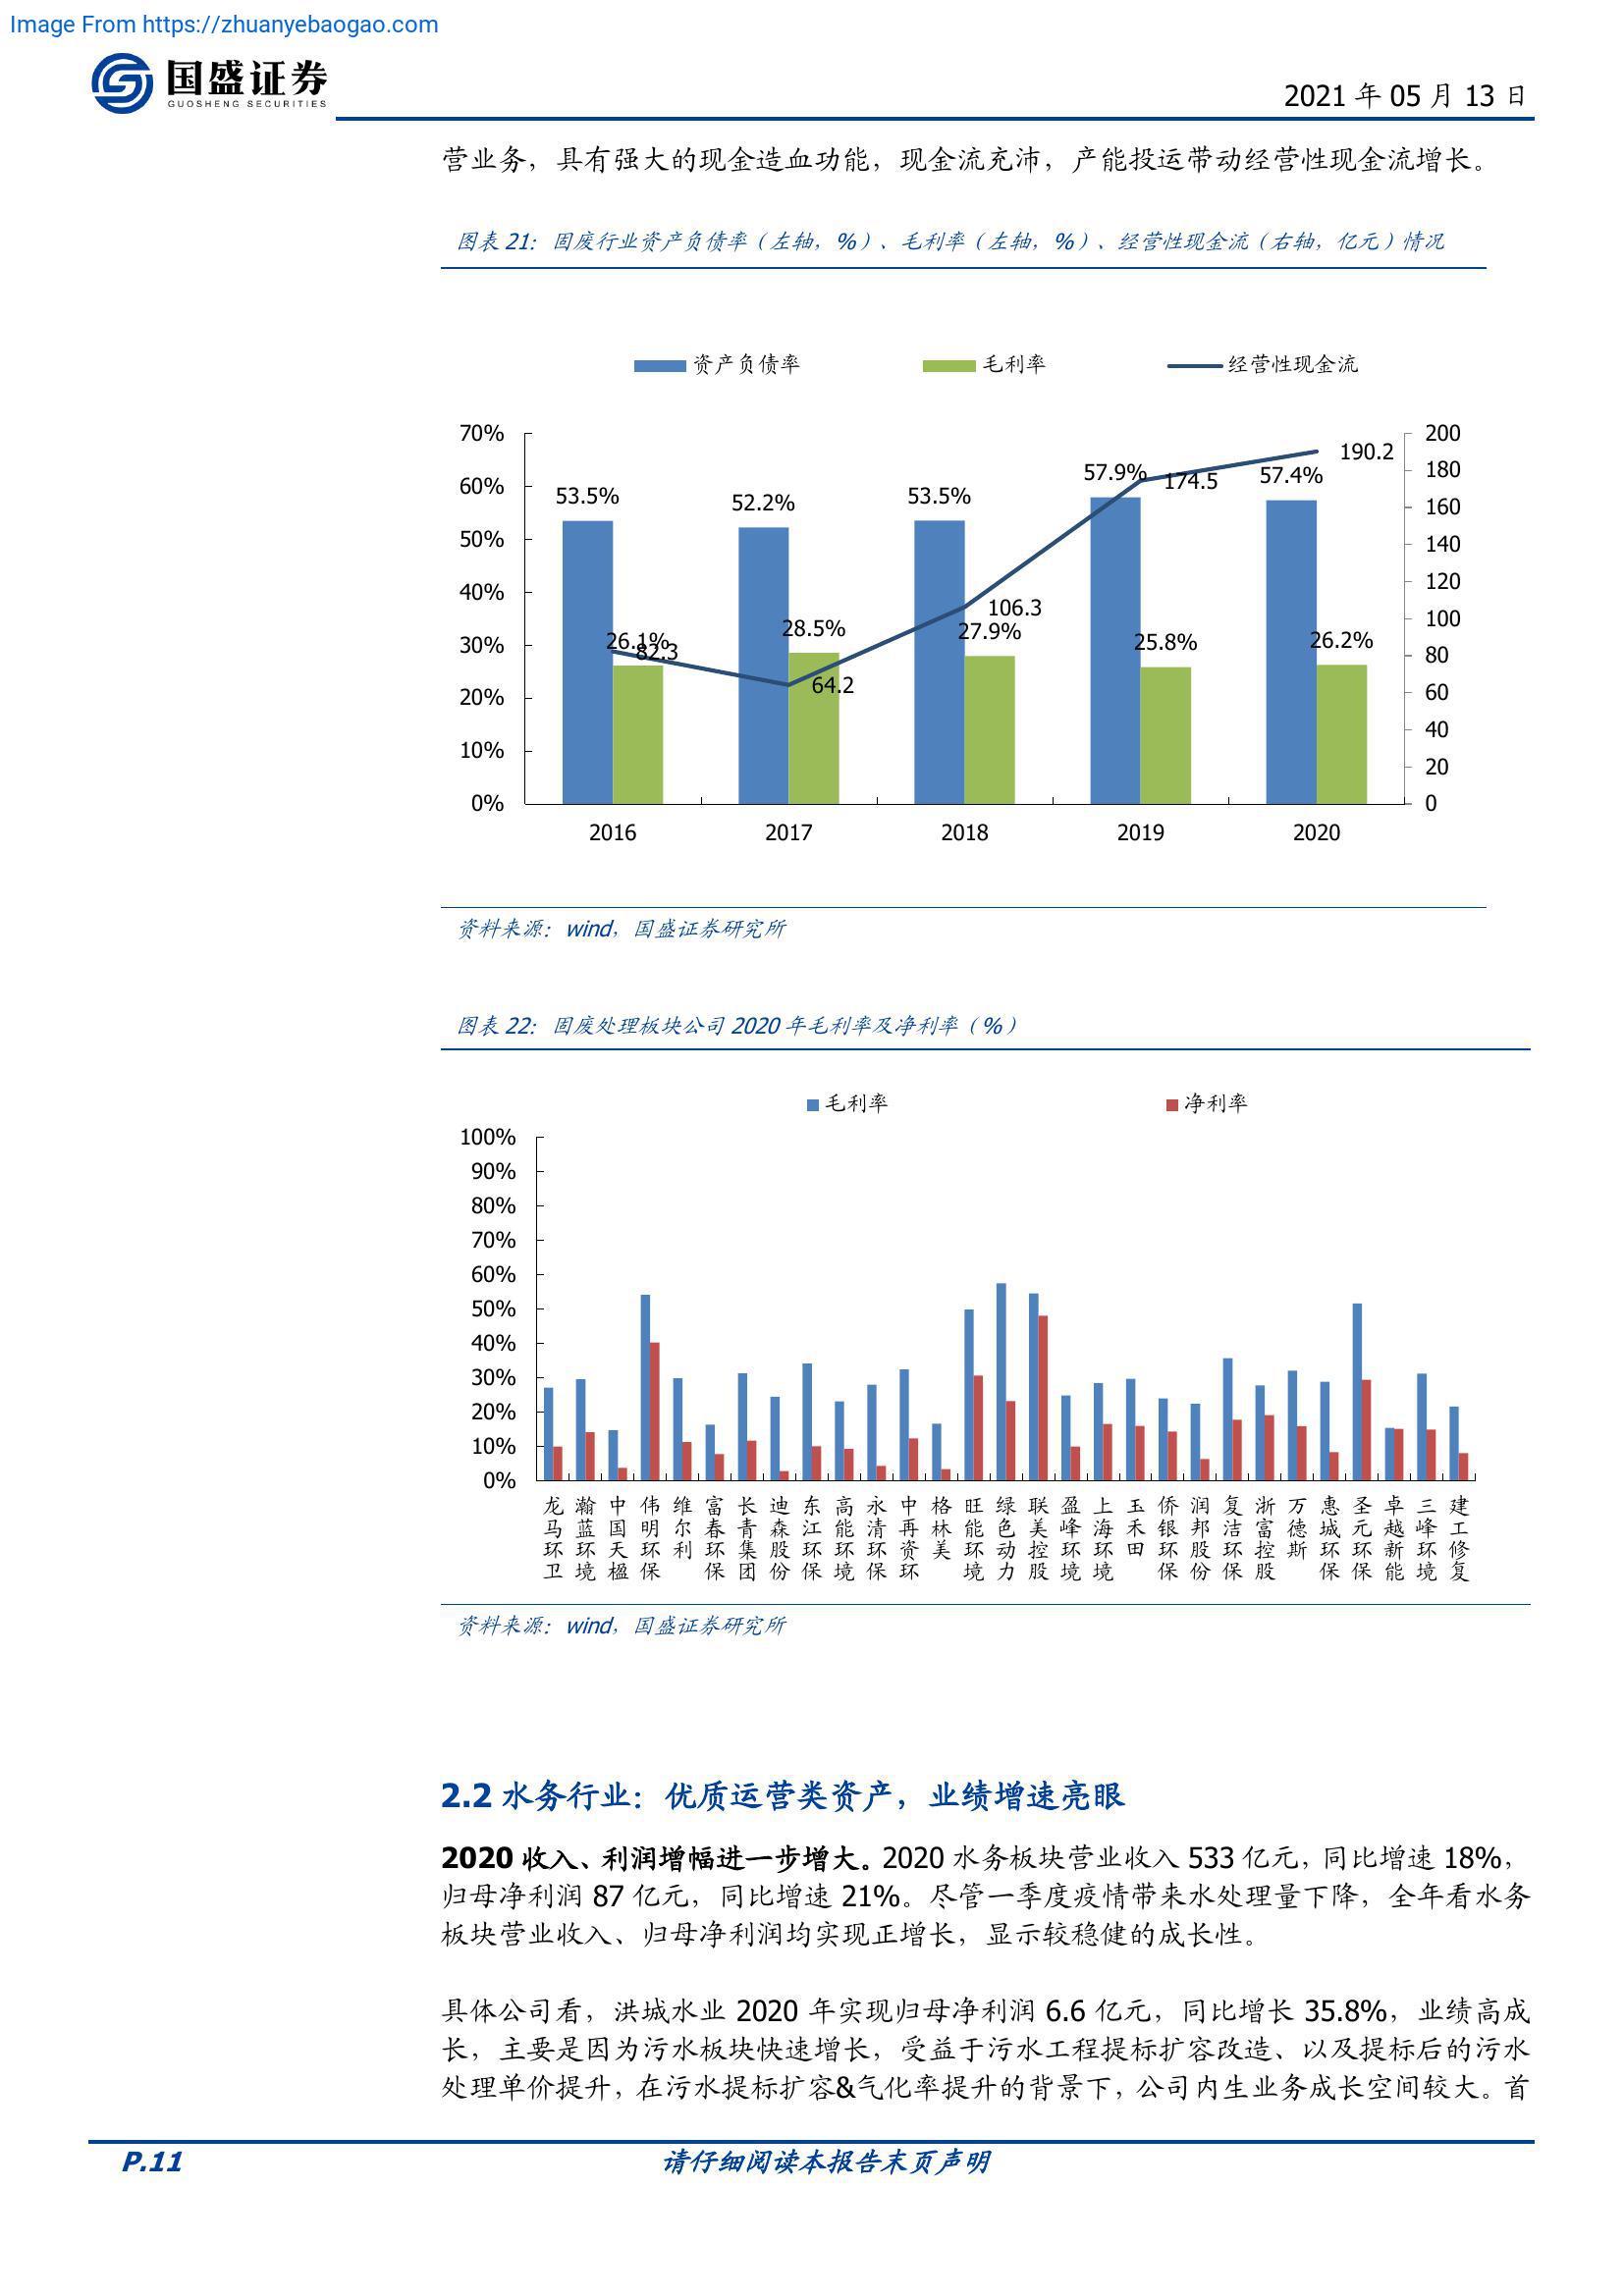 Image From https://zhuanyebaogao.com
国盛证券
GUOSHENG SECURITIES
2021 年 05 月 13 日
营业务，具有强大的现金造血功能，现金流充沛，产能投运带动经营性现金流增长。
图表 21：固废行业资产负债率（左轴，%）、毛利率（左轴，%）、经营性现金流（右轴，亿元）情况
资产负债率 毛利率 经营性现金流
70% 200
60% 180
50% 160
40% 140
30% 120
20% 100
10% 80
0% 60
40
20
0
53.5% 52.2% 53.5% 57.9% 57.4%
26.1% 28.5% 27.9% 25.8% 26.2%
82.3 64.2 106.3 174.5 190.2
2016 2017 2018 2019 2020
资料来源：wind，国盛证券研究所
图表 22：固废处理板块公司 2020 年毛利率及净利率（%）
毛利率 净利率
100%
90%
80%
70%
60%
50%
40%
30%
20%
10%
0%
龙马环卫 瀚蓝环境 中国天楹 伟明环保 维尔利 富春环保 长青集团 迪森股份 东江环保 高能环境 永清环保 中再资环 格林美 旺能环境 绿色动力 联美控股 盈峰环境 上海环境 玉禾田 侨银环保 润邦股份 复洁环保 浙富控股 万德斯 惠城环保 圣元环保 卓越新能 三峰环境 建工修复
资料来源：wind，国盛证券研究所
2.2 水务行业：优质运营类资产，业绩增速亮眼
2020 收入、利润增幅进一步增大。2020 水务板块营业收入 533 亿元，同比增速 18%，
归母净利润 87 亿元，同比增速 21%。尽管一季度疫情带来水处理量下降，全年看水务
板块营业收入、归母净利润均实现正增长，显示较稳健的成长性。
具体公司看，洪城水业 2020 年实现归母净利润 6.6 亿元，同比增长 35.8%，业绩高成
长，主要是因为污水板块快速增长，受益于污水工程提标扩容改造、以及提标后的污水
处理单价提升，在污水提标扩容&气化率提升的背景下，公司内生业务成长空间较大。首
P.11
请仔细阅读本报告末页声明